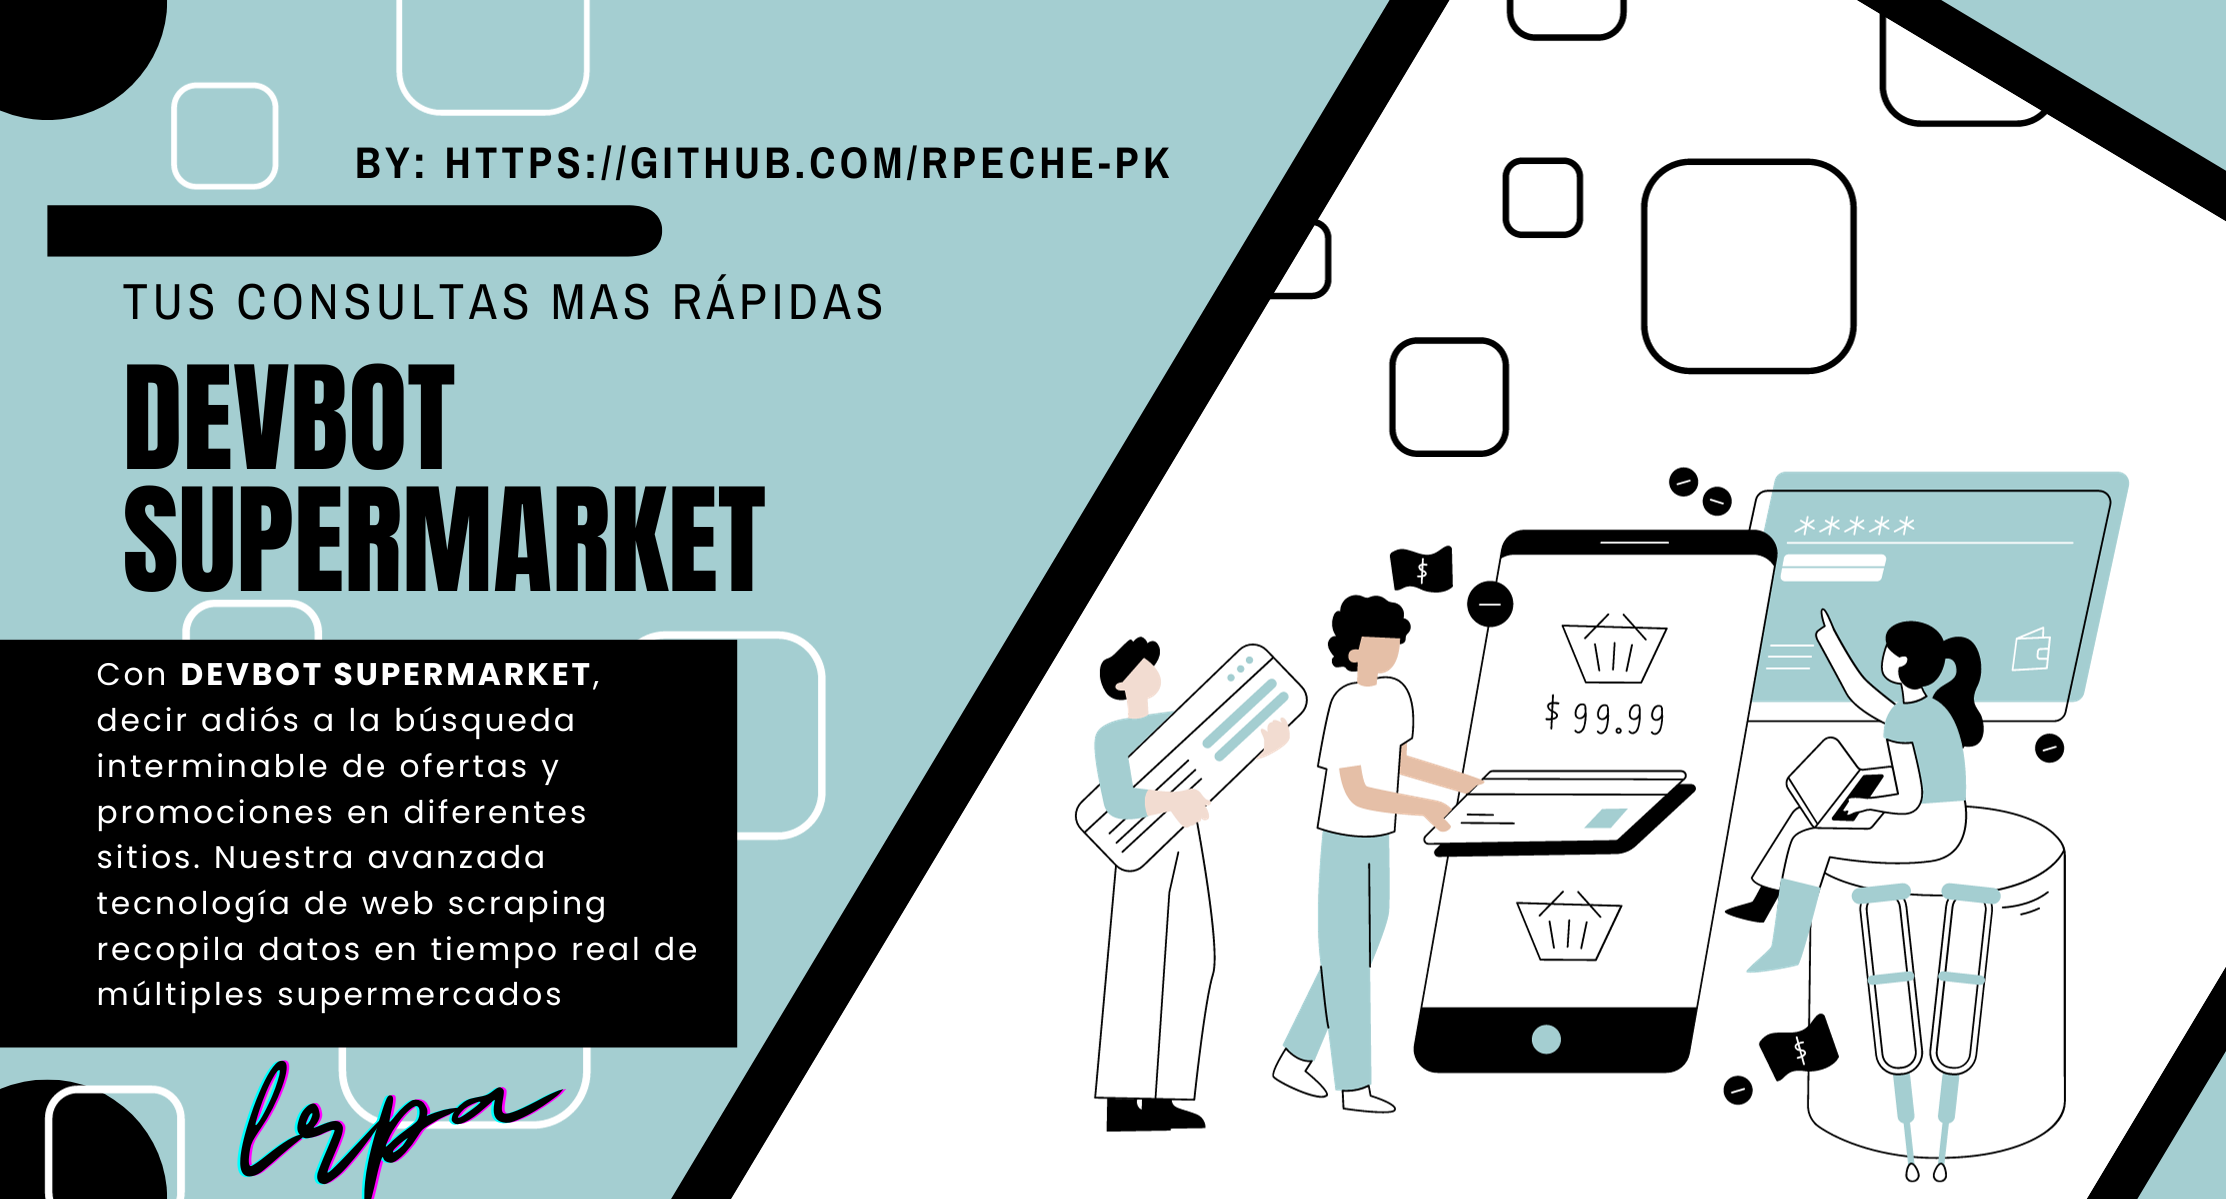 BY: HTTPS://GITHUB.COM/RPECHE-PK
TUS CONSULTAS MAS RÁPIDAS
DEVBOT
SUPERMARKET
Con DEVBOT SUPERMARKET,
decir adiós a la búsqueda
interminable de ofertas y
promociones en diferentes
sitios. Nuestra avanzada
tecnología de web scraping
recopila datos en tiempo real de
múltiples supermercados
lrpa
*****
$
$ 99.99
$